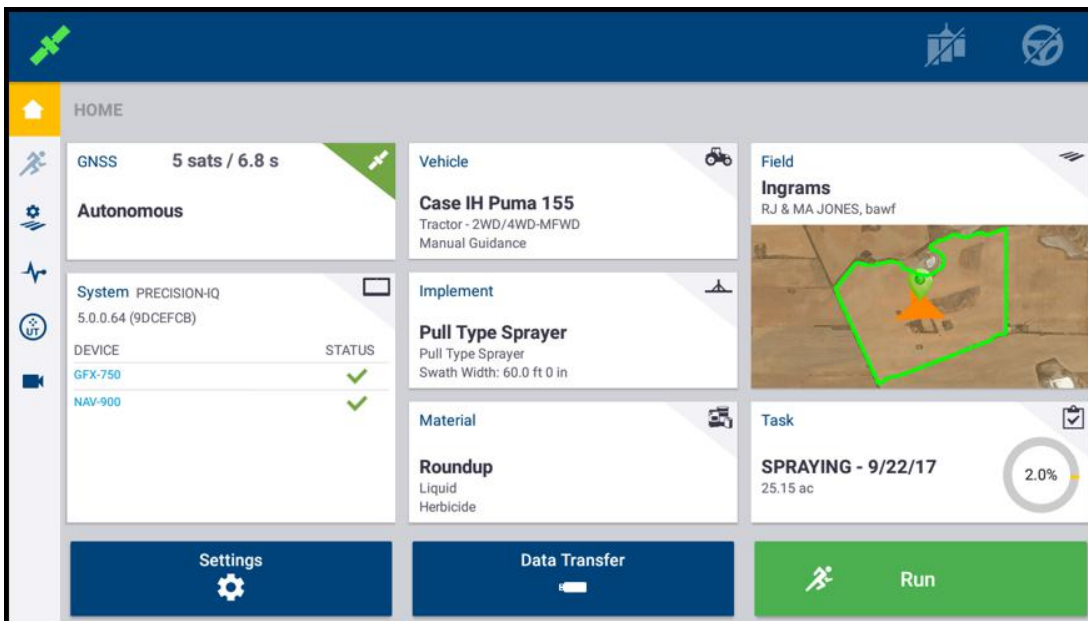 HOME
GNSS 5 sats / 6.8 s
Autonomous
System PRECISION-IQ
5.0.0.64 (9DCEFCB)
DEVICE STATUS
GFX-750
NAV-900
Vehicle
Case IH Puma 155
Tractor - 2WD/4WD-MFWD
Manual Guidance
Implement
Pull Type Sprayer
Pull Type Sprayer
Swath Width: 60.0 ft 0 in
Material
Roundup
Liquid
Herbicide
Field
Ingrams
RJ & MA JONES, bawf
Task
SPRAYING - 9/22/17
25.15 ac
2.0%
UT
Settings
Data Transfer
Run